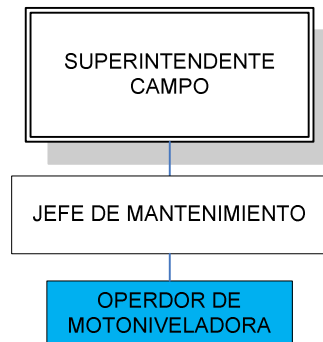 SUPERINTENDENTE
CAMPO
JEFE DE MANTENIMIENTO
OPERDOR DE
MOTONIVELADORA